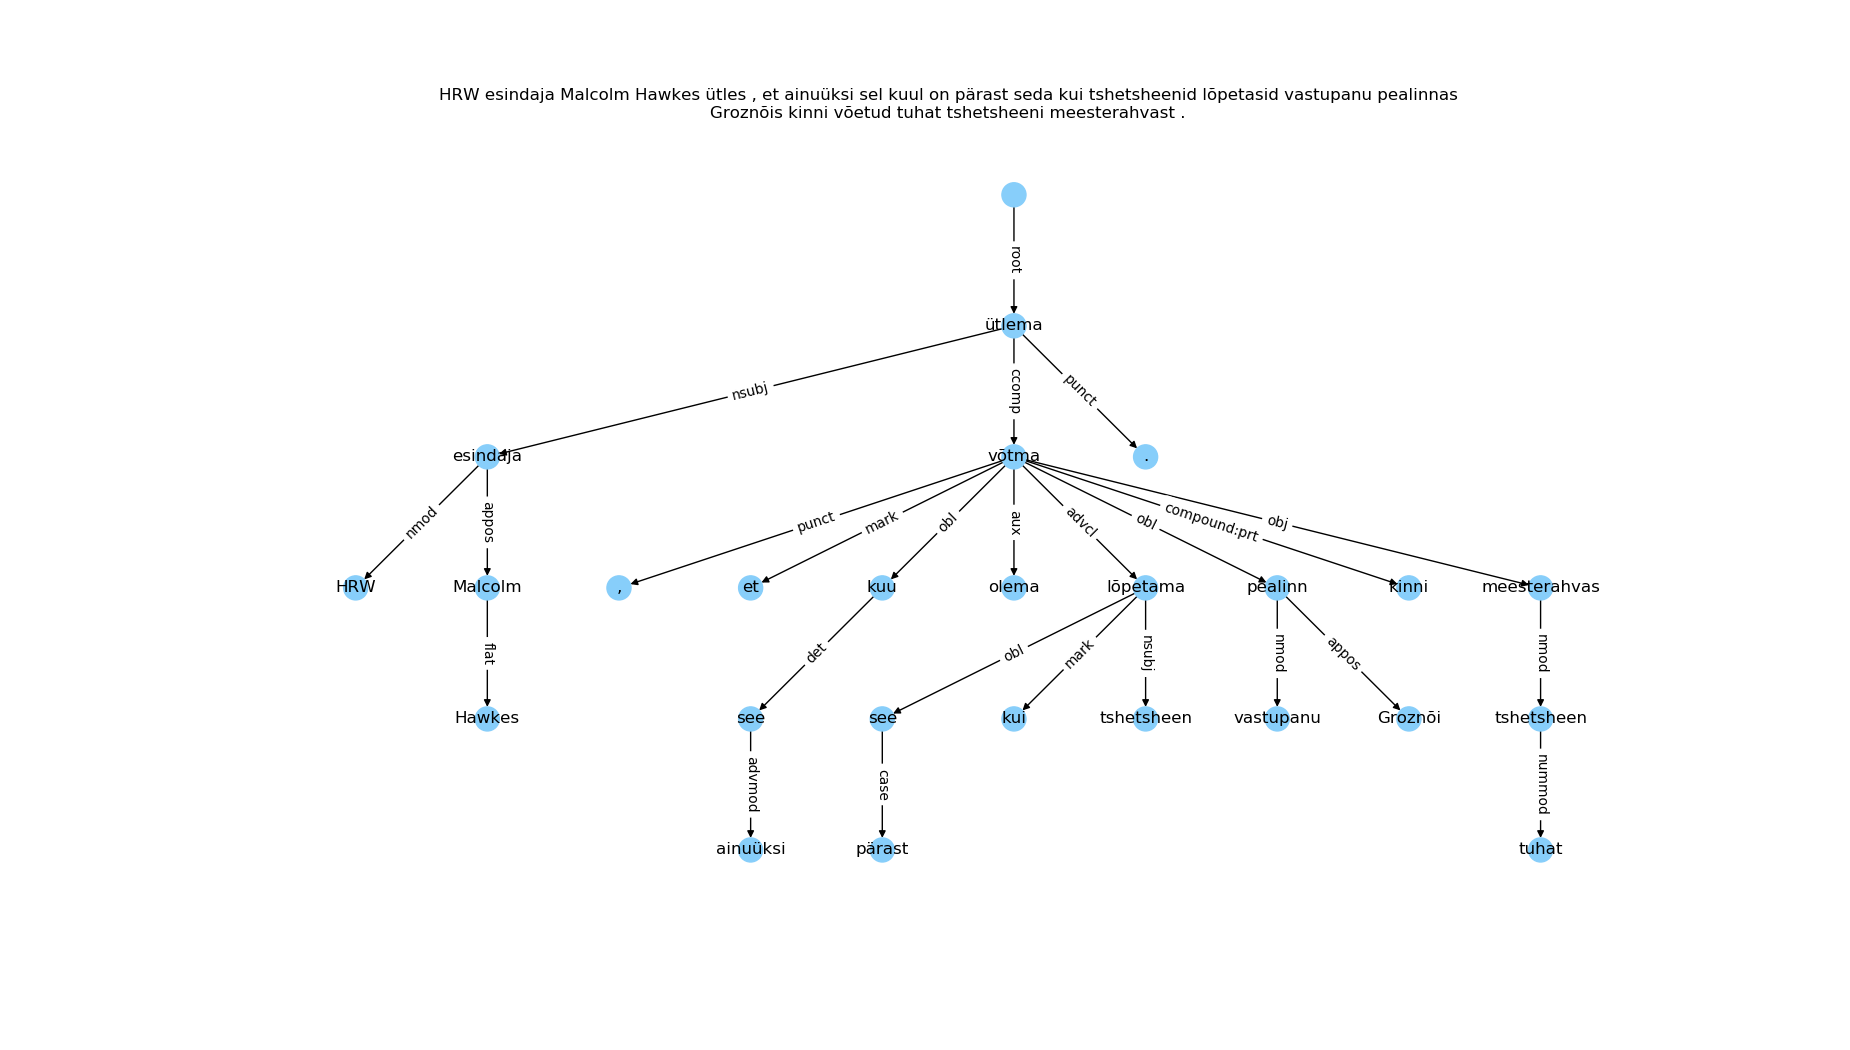 HRW esindaja Malcolm Hawkes ütles , et ainuüksi sel kuul on pärast seda kui tshetsheenid lõpetasid vastupanu pealinnas
Groznõis kinni võetud tuhat tshetsheeni meesterahvast .
root
ütlema
nsubj ccomp punct
esindaja võtma .
nmod appos punct mark obl aux advcl obl compound:prt obj
HRW Malcolm , et kuu olema lõpetama pealinn kinni meesterahvas
flat det obl mark nsubj nmod appos nmod
Hawkes see see kui tshetsheen vastupanu Groznõi tshetsheen
advmod case nummod
ainuüksi pärast tuhat